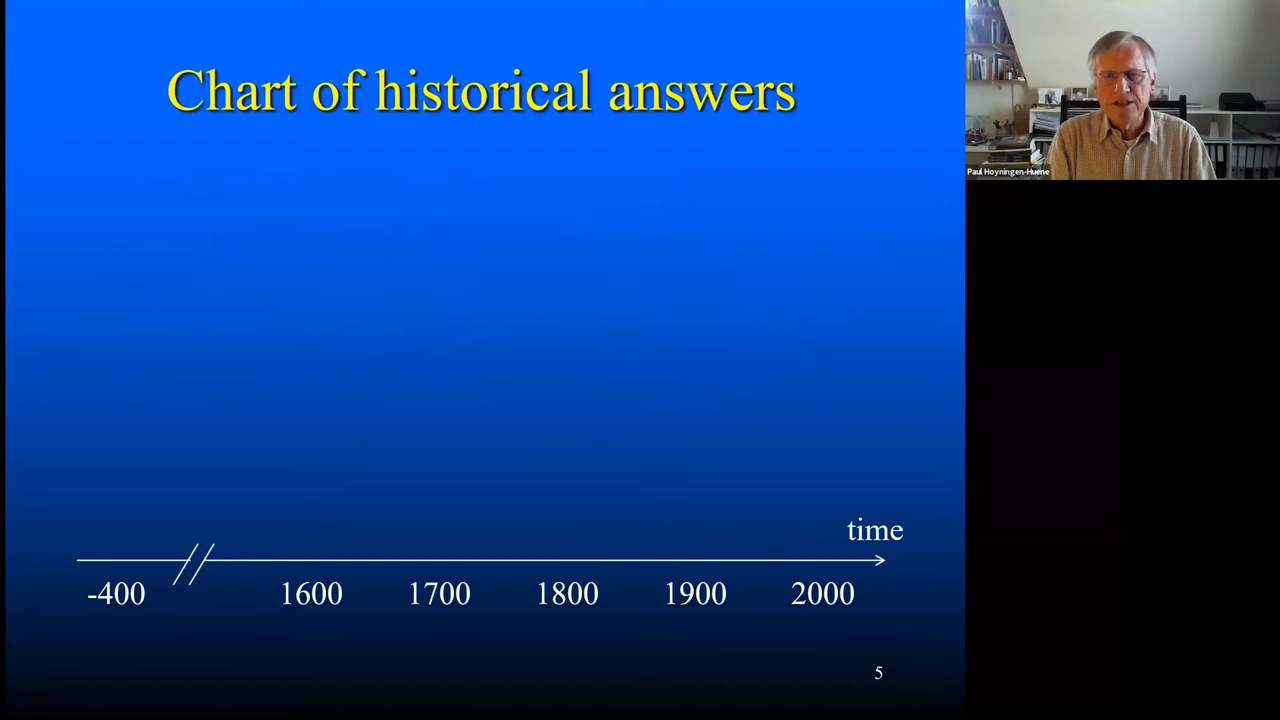 Chart of historical answers
Paul Hoyningen-Huene
time
-400 1600 1700 1800 1900 2000
5